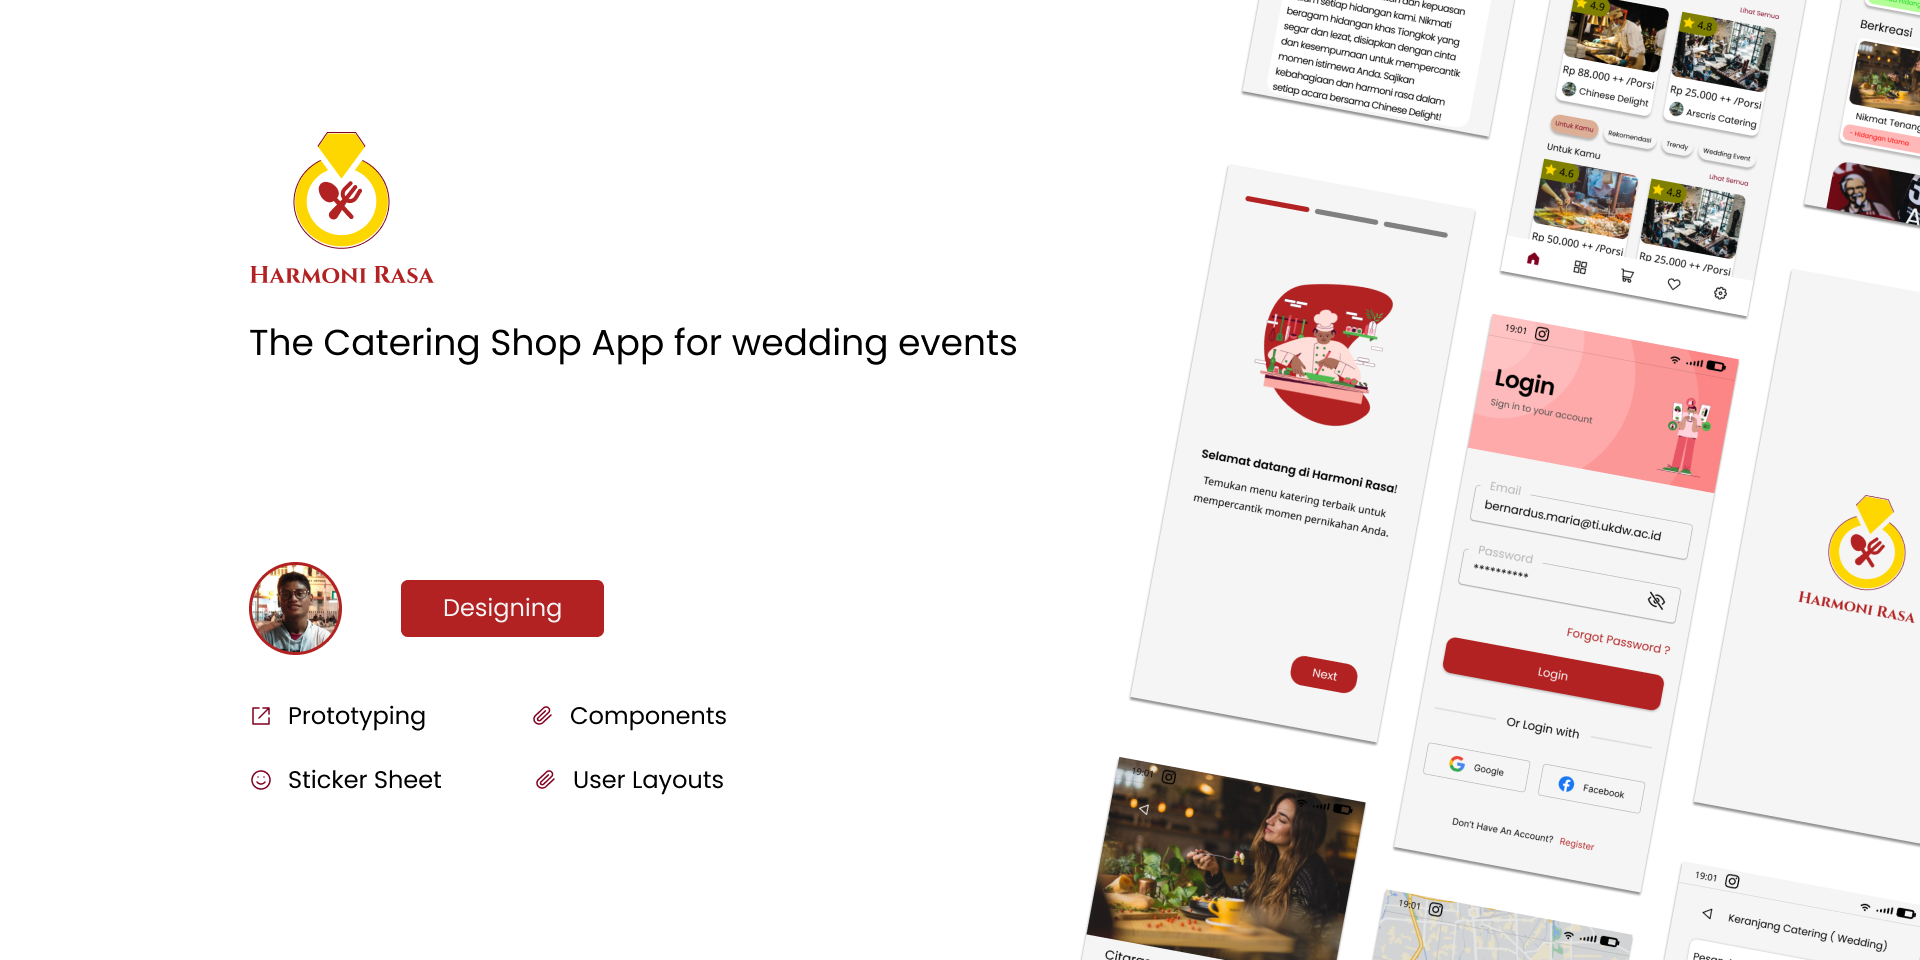 HARMONI RASA
The Catering Shop App for wedding events
Designing
Prototyping
Components
Sticker Sheet
User Layouts
dan kepuasan
setiap hidangan kami. Nikmati
beragam hidangan khas Tiongkok yang
segar dan lezat, disiapkan dengan cinta
dan kesempurnaan untuk mempercantik
momen istimewa Anda. Sajikan
kebahagiaan dan harmoni rasa dalam
setiap acara bersama Chinese Delight!
Selamat datang di Harmoni Rasa!
Temukan menu katering terbaik untuk
mempercantik momen pernikahan Anda.
Next
19:01
Lihat Semua
4.9
4.8
Rp 88.000 ++ /Porsi
Chinese Delight
Rp 25.000 ++ /Porsi
Arscris Catering
Untuk Kamu
Rekomendasi
Trendy
Wedding Event
Untuk Kamu
Lihat Semua
4.6
4.8
Rp 50.000 ++ /Porsi
Rp 25.000 ++ /Porsi
19:01
Login
Sign in to your account
Email
bernardus.maria@ti.ukdw.ac.id
Password
**********
Forgot Password ?
Login
Or Login with
Google
Facebook
Don't Have An Account? Register
19:01
Berkreasi
Nikmat Tenang
- Hidangan Utama
HARMONI RASA
19:01
Keranjang Catering ( Wedding)